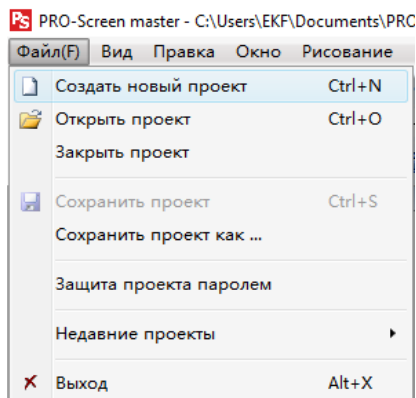 PS PRO-Screen master - C:\Users\EKF\Documents\PRO
Файл(F) Вид Правка Окно Рисование
Создать новый проект Ctrl+N
Открыть проект Ctrl+O
Закрыть проект
Сохранить проект Ctrl+S
Сохранить проект как ...
Защита проекта паролем
Недавние проекты
Выход Alt+X